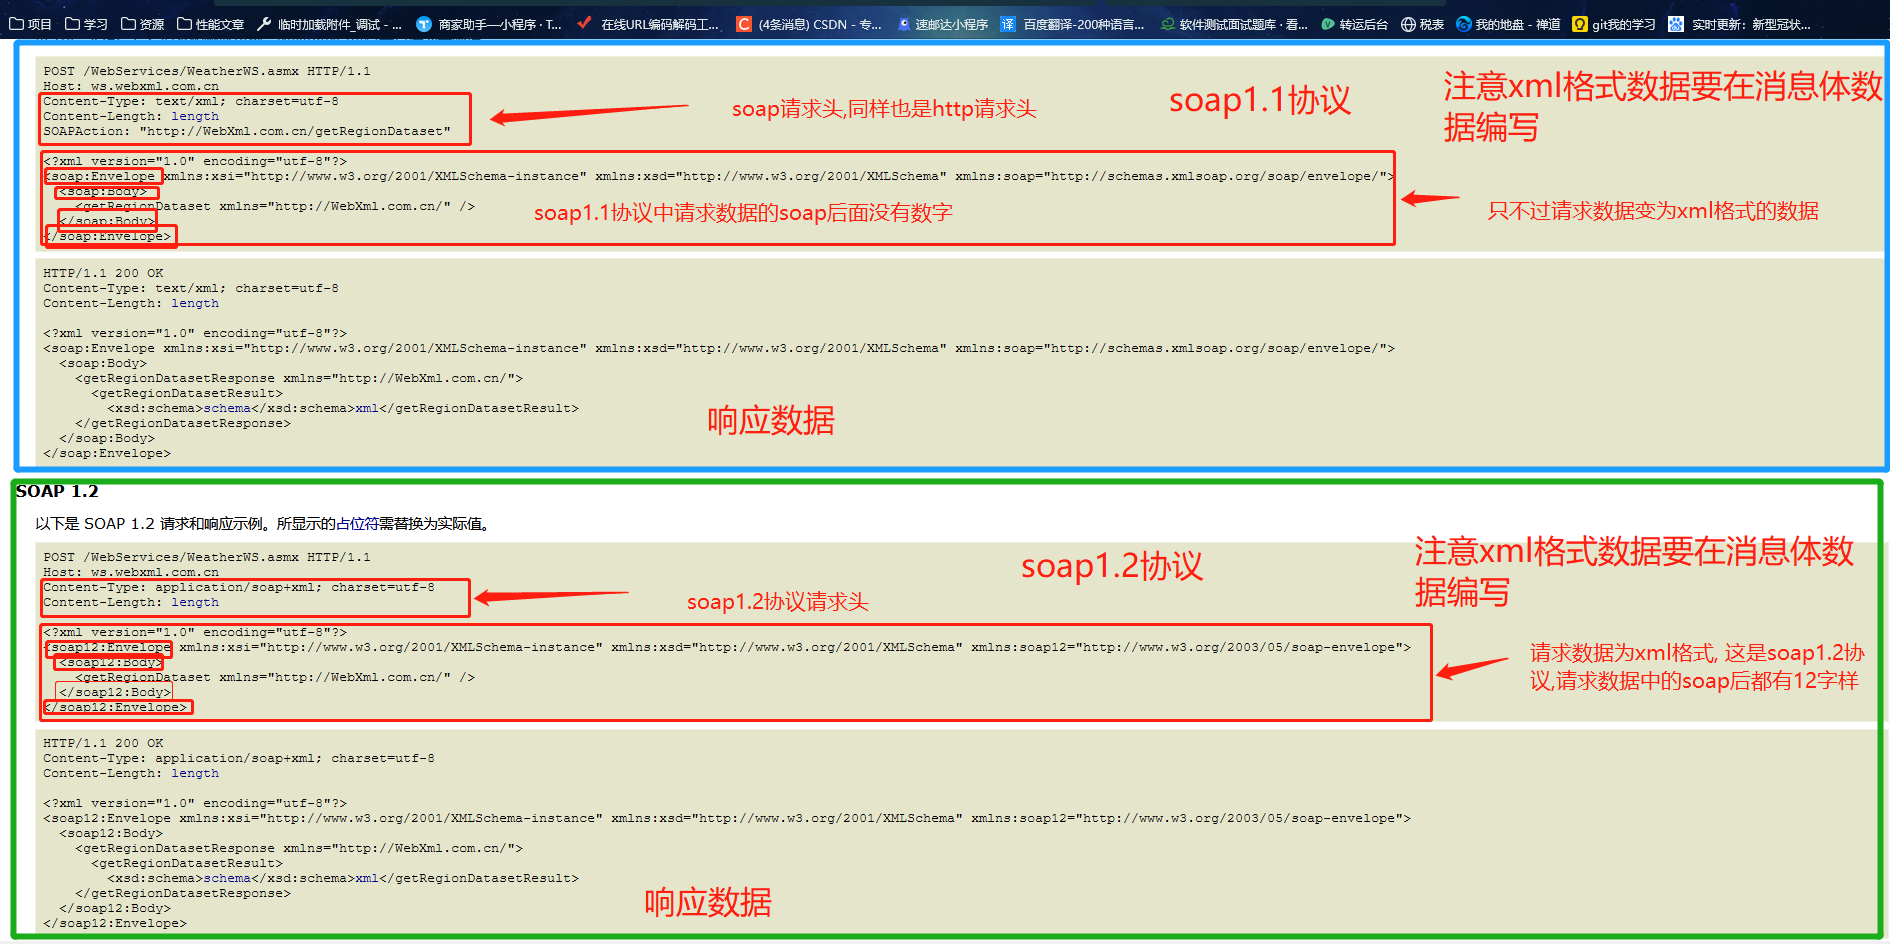 项目 学习 资源 性能文章 临时加载附件_调试 - ... 商家助手—小程序 · T... 在线URL编码解码工... (4条消息) CSDN - 专... 速邮达小程序 百度翻译-200种语言... 软件测试面试题库 · 看... 转运后台 税表 我的地盘 - 禅道 git我的学习 实时更新：新型冠状...
POST /WebServices/WeatherWS.asmx HTTP/1.1
Host: ws.webxml.com.cn
Content-Type: text/xml; charset=utf-8
Content-Length: length
SOAPAction: "http://WebXml.com.cn/getRegionDataset"
soap请求头,同样也是http请求头
soap1.1协议
注意xml格式数据要在消息体数
据编写
<?xml version="1.0" encoding="utf-8"?>
<soap:Envelope xmlns:xsi="http://www.w3.org/2001/XMLSchema-instance" xmlns:xsd="http://www.w3.org/2001/XMLSchema" xmlns:soap="http://schemas.xmlsoap.org/soap/envelope/">
<soap:Body>
<getRegionDataset xmlns="http://WebXml.com.cn/" />
</soap:Body>
</soap:Envelope>
soap1.1协议中请求数据的soap后面没有数字
只不过请求数据变为xml格式的数据
HTTP/1.1 200 OK
Content-Type: text/xml; charset=utf-8
Content-Length: length
<?xml version="1.0" encoding="utf-8"?>
<soap:Envelope xmlns:xsi="http://www.w3.org/2001/XMLSchema-instance" xmlns:xsd="http://www.w3.org/2001/XMLSchema" xmlns:soap="http://schemas.xmlsoap.org/soap/envelope/">
<soap:Body>
<getRegionDatasetResponse xmlns="http://WebXml.com.cn/">
<getRegionDatasetResult>
<xsd:schema>schema</xsd:schema>xml</getRegionDatasetResult>
</getRegionDatasetResponse>
</soap:Body>
</soap:Envelope>
响应数据
SOAP 1.2
以下是 SOAP 1.2 请求和响应示例。所显示的占位符需替换为实际值。
POST /WebServices/WeatherWS.asmx HTTP/1.1
Host: ws.webxml.com.cn
Content-Type: application/soap+xml; charset=utf-8
Content-Length: length
soap1.2协议请求头
soap1.2协议
注意xml格式数据要在消息体数
据编写
<?xml version="1.0" encoding="utf-8"?>
<soap12:Envelope xmlns:xsi="http://www.w3.org/2001/XMLSchema-instance" xmlns:xsd="http://www.w3.org/2001/XMLSchema" xmlns:soap12="http://www.w3.org/2003/05/soap-envelope">
<soap12:Body>
<getRegionDataset xmlns="http://WebXml.com.cn/" />
</soap12:Body>
</soap12:Envelope>
请求数据为xml格式, 这是soap1.2协
议,请求数据中的soap后都有12字样
HTTP/1.1 200 OK
Content-Type: application/soap+xml; charset=utf-8
Content-Length: length
<?xml version="1.0" encoding="utf-8"?>
<soap12:Envelope xmlns:xsi="http://www.w3.org/2001/XMLSchema-instance" xmlns:xsd="http://www.w3.org/2001/XMLSchema" xmlns:soap12="http://www.w3.org/2003/05/soap-envelope">
<soap12:Body>
<getRegionDatasetResponse xmlns="http://WebXml.com.cn/">
<getRegionDatasetResult>
<xsd:schema>schema</xsd:schema>xml</getRegionDatasetResult>
</getRegionDatasetResponse>
</soap12:Body>
</soap12:Envelope>
响应数据